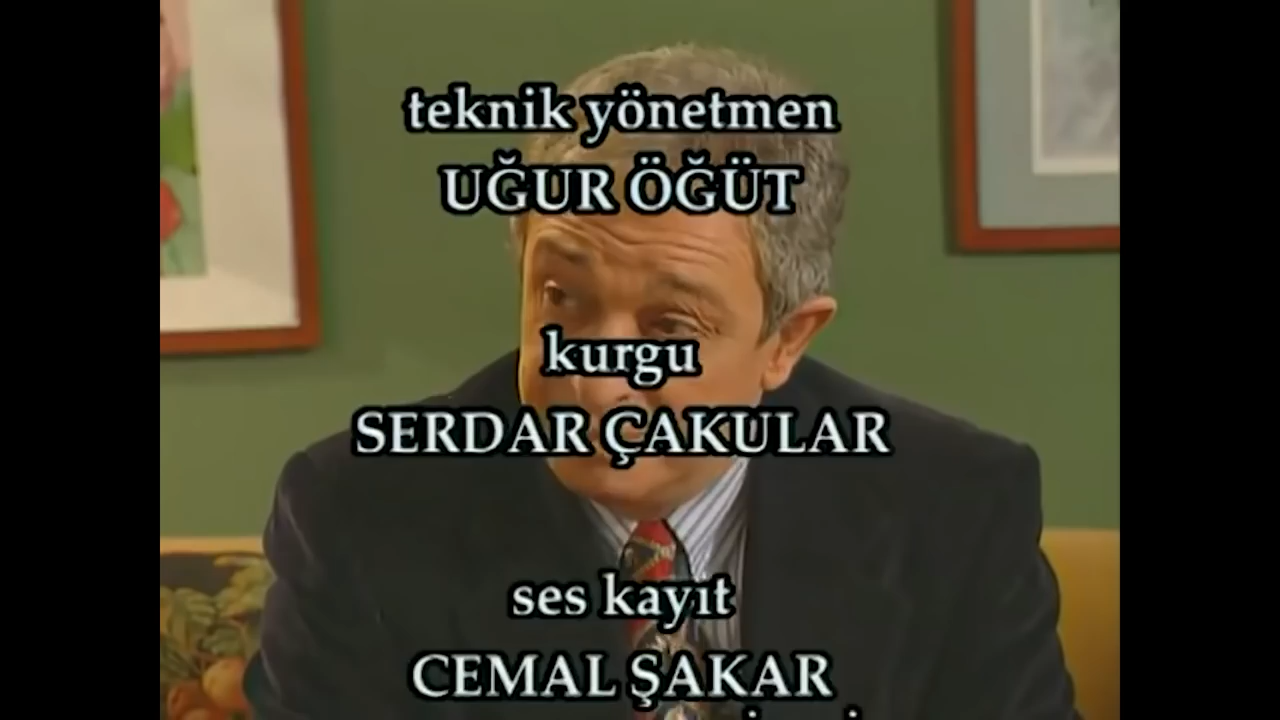 teknik yönetmen
UĞUR ÖĞÜT
kurgu
SERDAR ÇAKULAR
ses kayıt
CEMAL ŞAKAR